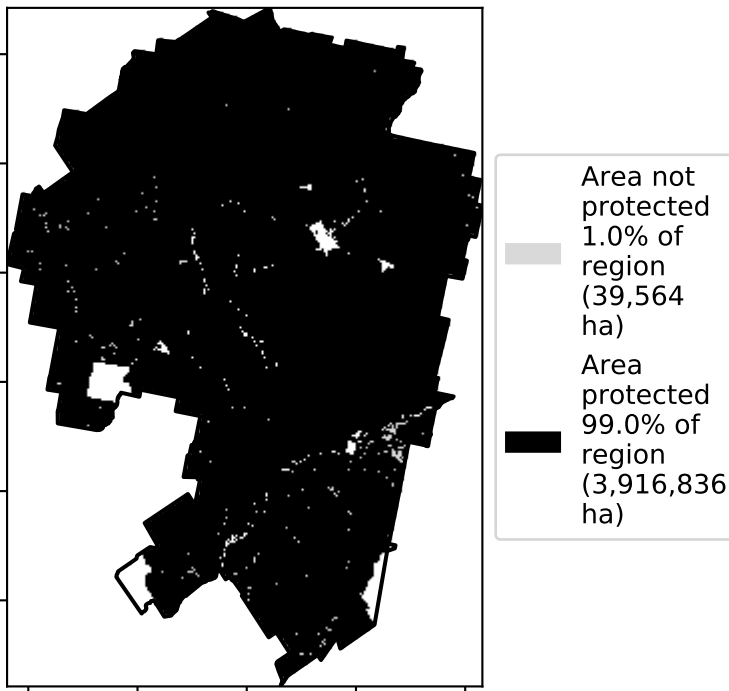 Area not
protected
1.0% of
region
(39,564
ha)
Area
protected
99.0% of
region
(3,916,836
ha)